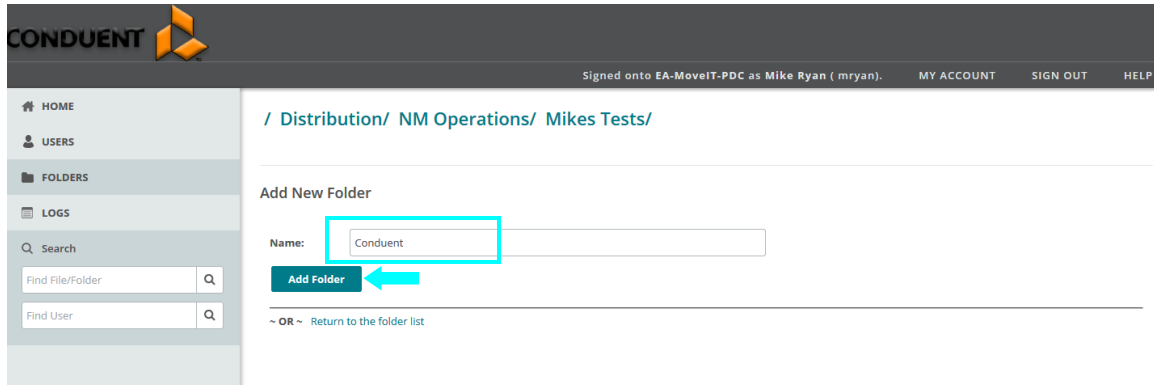 CONDUENT
Signed onto EA-MoveIT-PDC as Mike Ryan ( mryan). MY ACCOUNT SIGN OUT HELP
HOME
USERS
FOLDERS
LOGS
Search
Find File/Folder
Find User
/ Distribution/ NM Operations/ Mikes Tests/
Add New Folder
Name: Conduent
Add Folder
~ OR ~ Return to the folder list